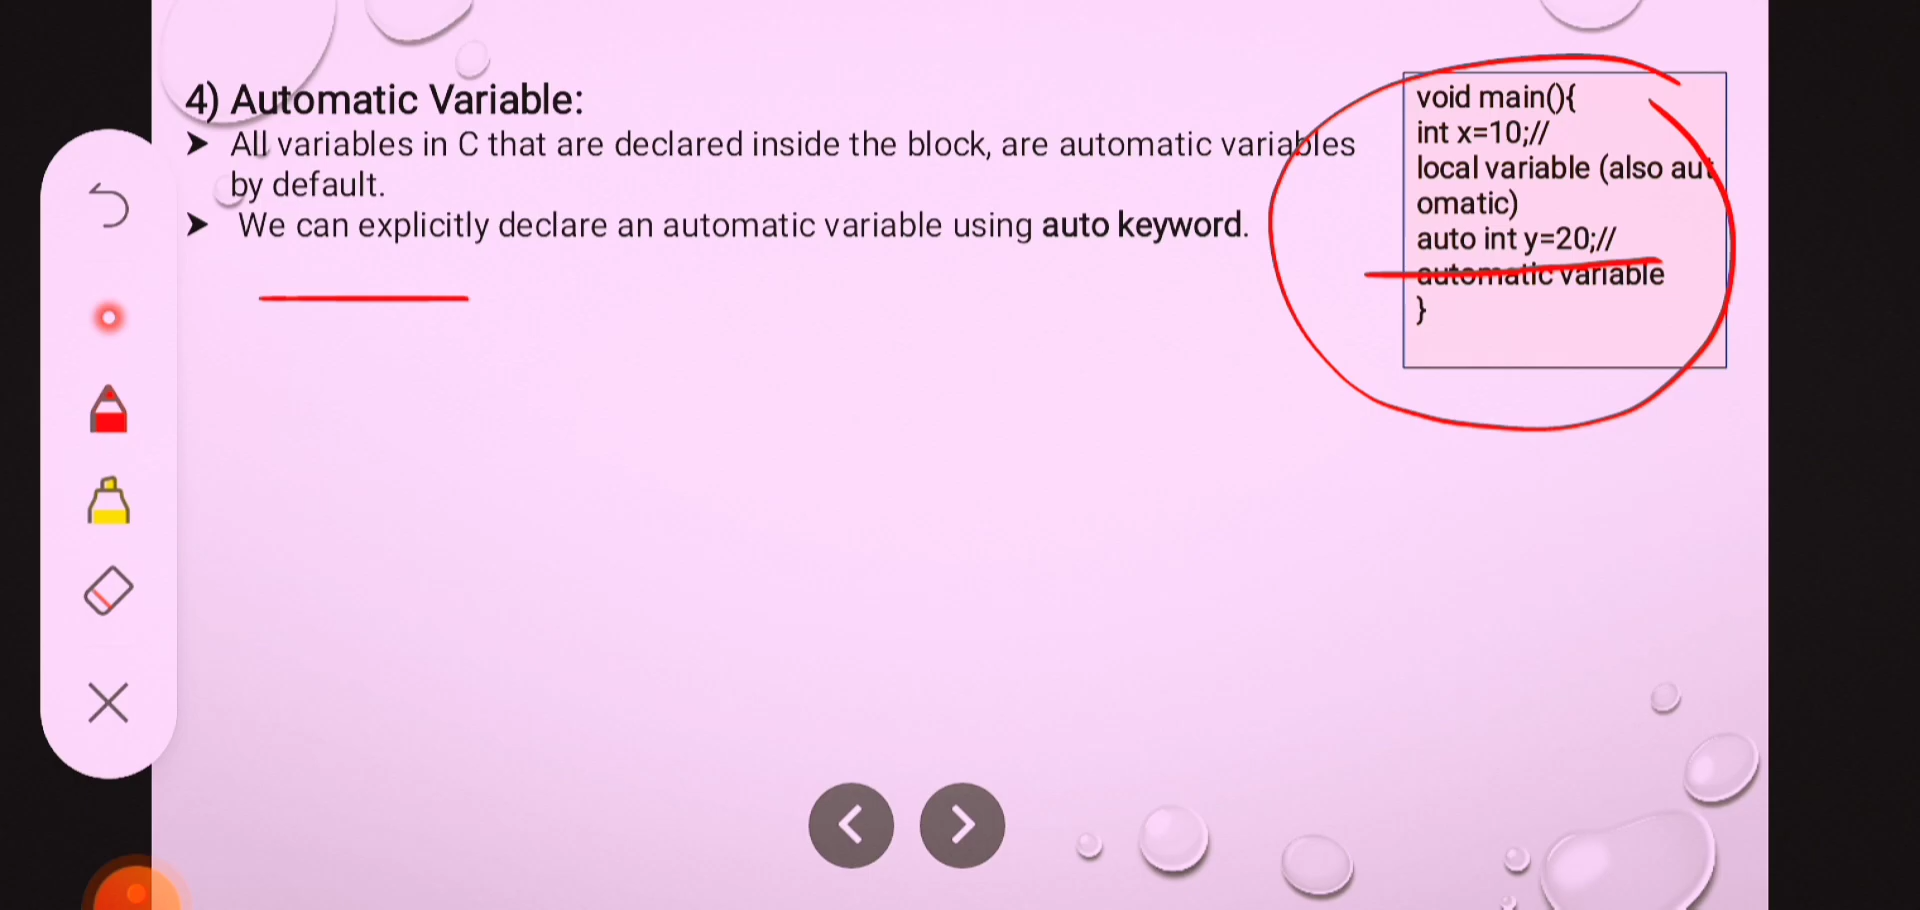 4) Automatic Variable:
➤ All variables in C that are declared inside the block, are automatic variables
by default.
➤ We can explicitly declare an automatic variable using auto keyword.
void main(){
int x=10;//
local variable (also aut
omatic)
auto int y=20;//
automatic variable
}